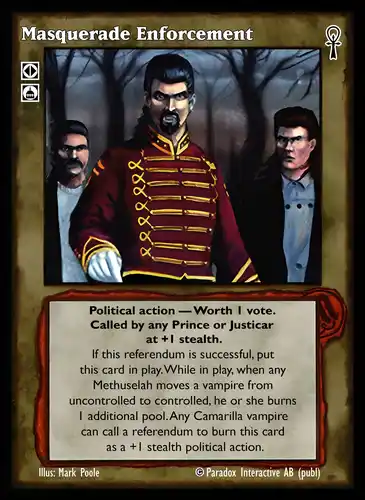 Masquerade Enforcement
Political action — Worth 1 vote.
Called by any Prince or Justicar
at +1 stealth.
If this referendum is successful, put
this card in play. While in play, when any
Methuselah moves a vampire from
uncontrolled to controlled, he or she burns
1 additional pool. Any Camarilla vampire
can call a referendum to burn this card
as a +1 stealth political action.
Illus: Mark Poole © Paradox Interactive AB (publ)